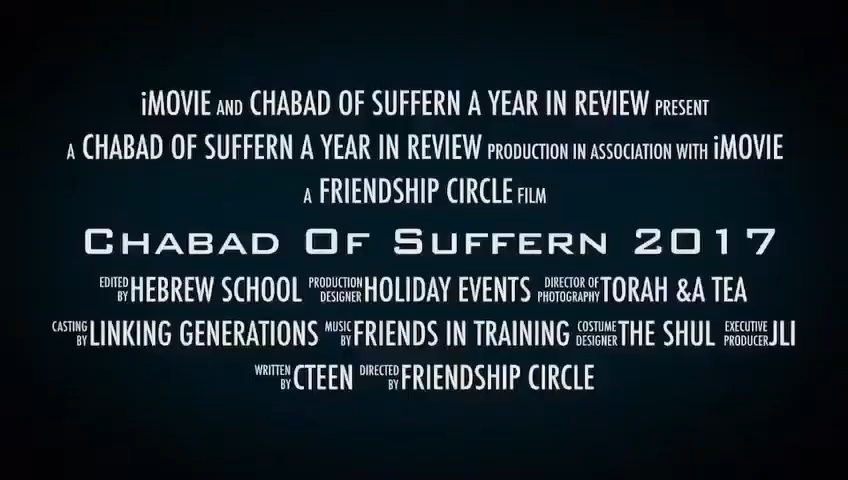 iMOVIE AND CHABAD OF SUFFERN A YEAR IN REVIEW PRESENT
A CHABAD OF SUFFERN A YEAR IN REVIEW PRODUCTION IN ASSOCIATION WITH iMOVIE
A FRIENDSHIP CIRCLE FILM
CHABAD OF SUFFERN 2017
EDITED BY HEBREW SCHOOL PRODUCTION DESIGNER HOLIDAY EVENTS DIRECTOR OF PHOTOGRAPHY TORAH &A TEA
CASTING BY LINKING GENERATIONS MUSIC BY FRIENDS IN TRAINING COSTUME DESIGNER THE SHUL EXECUTIVE PRODUCER JLI
WRITTEN BY CTEEN DIRECTED BY FRIENDSHIP CIRCLE